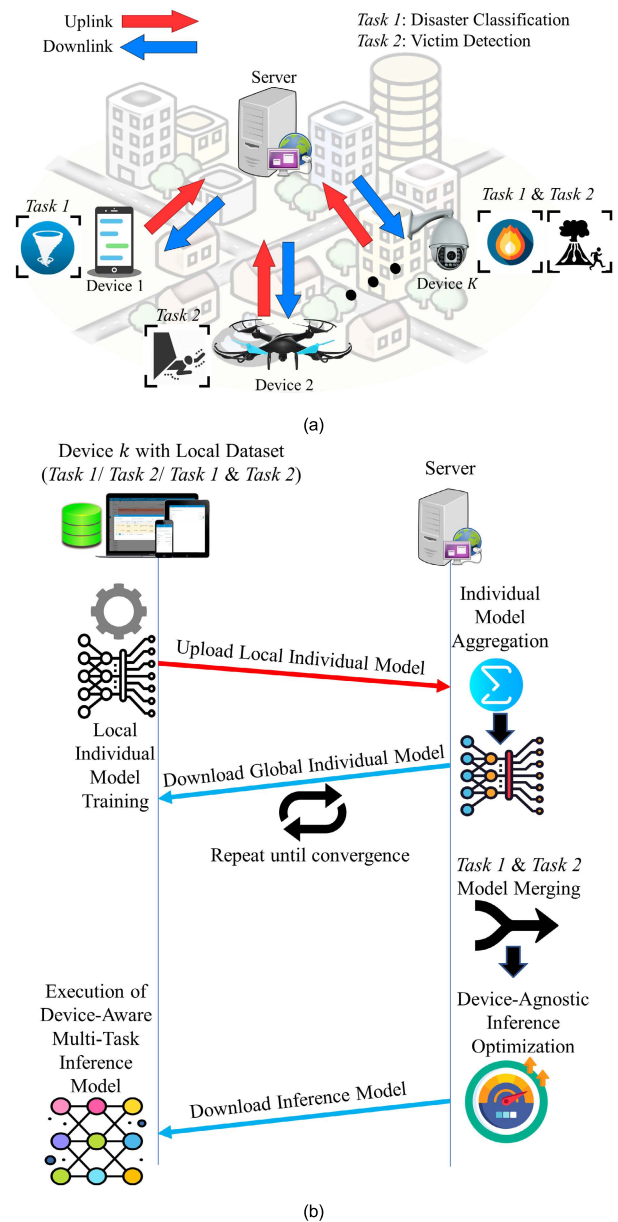 Uplink
Downlink
Task 1: Disaster Classification
Task 2: Victim Detection
Server
Task 1
Task 1 & Task 2
Device 1
Device K
Task 2
Device 2
(a)
Device k with Local Dataset
(Task 1/ Task 2/ Task 1 & Task 2)
Server
Individual
Model
Aggregation
Upload Local Individual Model
Local
Individual
Model
Training
Download Global Individual Model
Repeat until convergence
Task 1 & Task 2
Model Merging
Execution of
Device-Aware
Multi-Task
Inference
Model
Device-Agnostic
Inference
Optimization
Download Inference Model
(b)